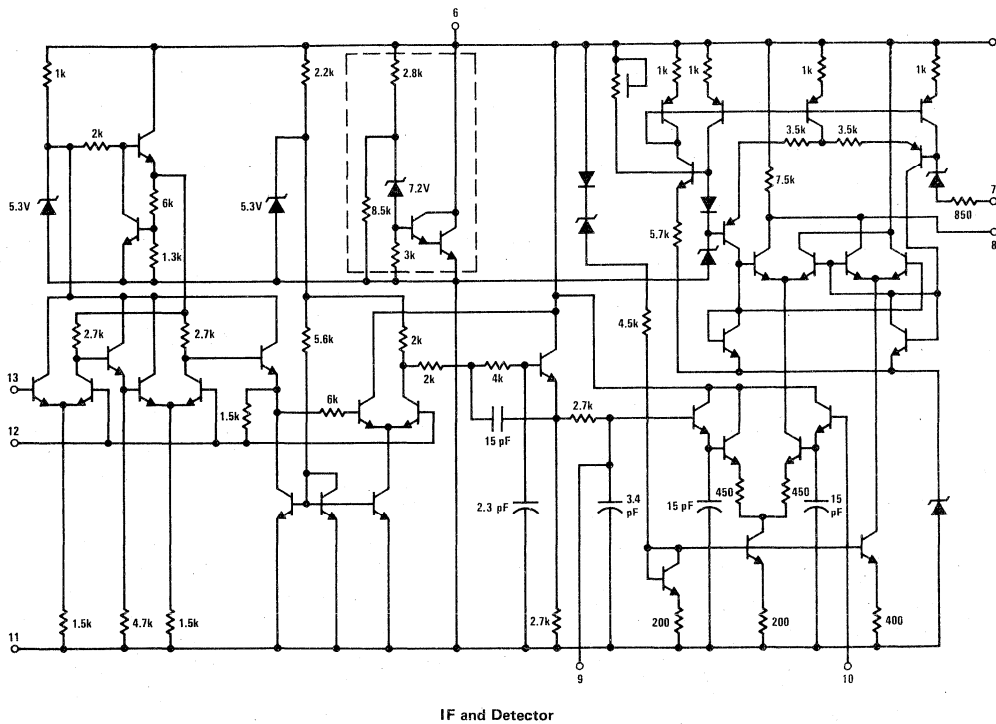 6
1k
2.2k
2.8k
1k
1k
1k
1k
2k
3.5k
3.5k
5.3V
6k
5.3V
7.2V
8.5k
7.5k
7
850
1.3k
3k
5.7k
8
2.7k
2.7k
5.6k
2k
4.5k
2k
4k
13
1.5k
6k
2.7k
12
15 pF
450
450
2.3 pF
3.4
pF
15 pF
15
pF
1.5k
4.7k
1.5k
2.7k
200
200
400
11
9
10
IF and Detector